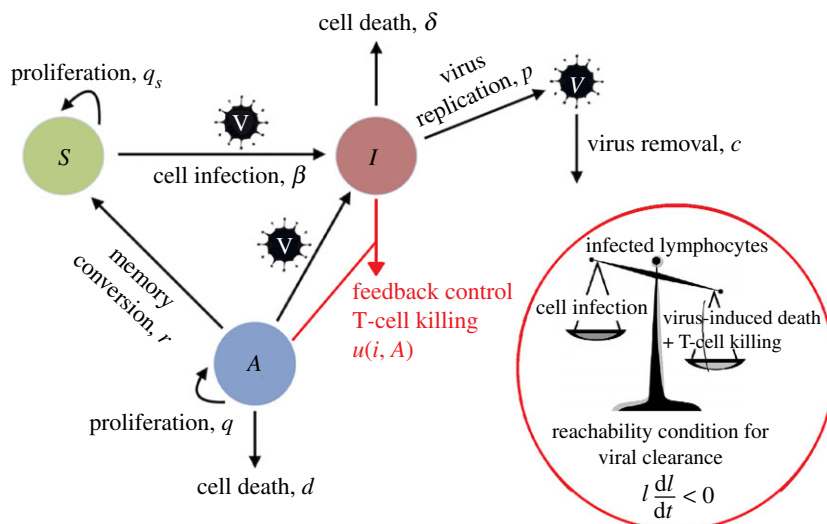 cell death, δ
proliferation, qs
virus
replication, p
V
V
S
I
cell infection, β
virus removal, c
V
memory
conversion, r
feedback control
T-cell killing
u(i, A)
A
proliferation, q
cell death, d
infected lymphocytes
cell infection
virus-induced death
+ T-cell killing
reachability condition for
viral clearance
l dl/dt < 0